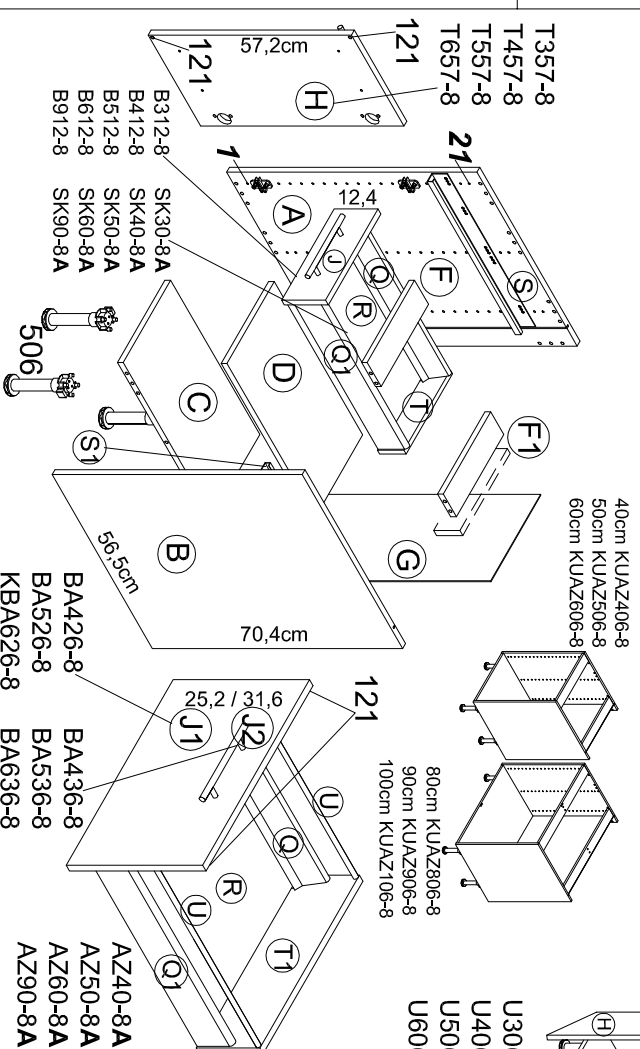 T357-8
T457-8
T557-8
T657-8
121
57,2cm
121
H
B312-8
B412-8
B512-8
B612-8
B912-8
SK30-8A
SK40-8A
SK50-8A
SK60-8A
SK90-8A
21
1
A
12,4
J
Q
R
Q1
F
S
T
D
C
506
S1
F1
G
B
56,5cm
70,4cm
40cm KUAZ406-8
50cm KUAZ506-8
60cm KUAZ606-8
80cm KUAZ806-8
90cm KUAZ906-8
100cm KUAZ106-8
121
25,2 / 31,6
J1
J2
BA426-8
BA526-8
KBA626-8
BA436-8
BA536-8
BA636-8
U
Q
R
U
T1
Q1
AZ40-8A
AZ50-8A
AZ60-8A
AZ90-8A
H